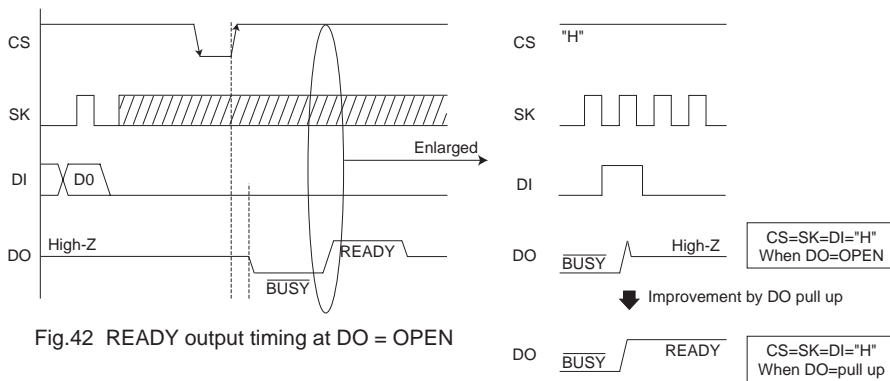 CS
SK
DI
D0
DO
High-Z
BUSY
READY
Enlarged
Fig.42 READY output timing at DO = OPEN
CS
"H"
SK
DI
DO
BUSY
High-Z
CS=SK=DI="H"
When DO=OPEN
Improvement by DO pull up
DO
BUSY
READY
CS=SK=DI="H"
When DO=pull up